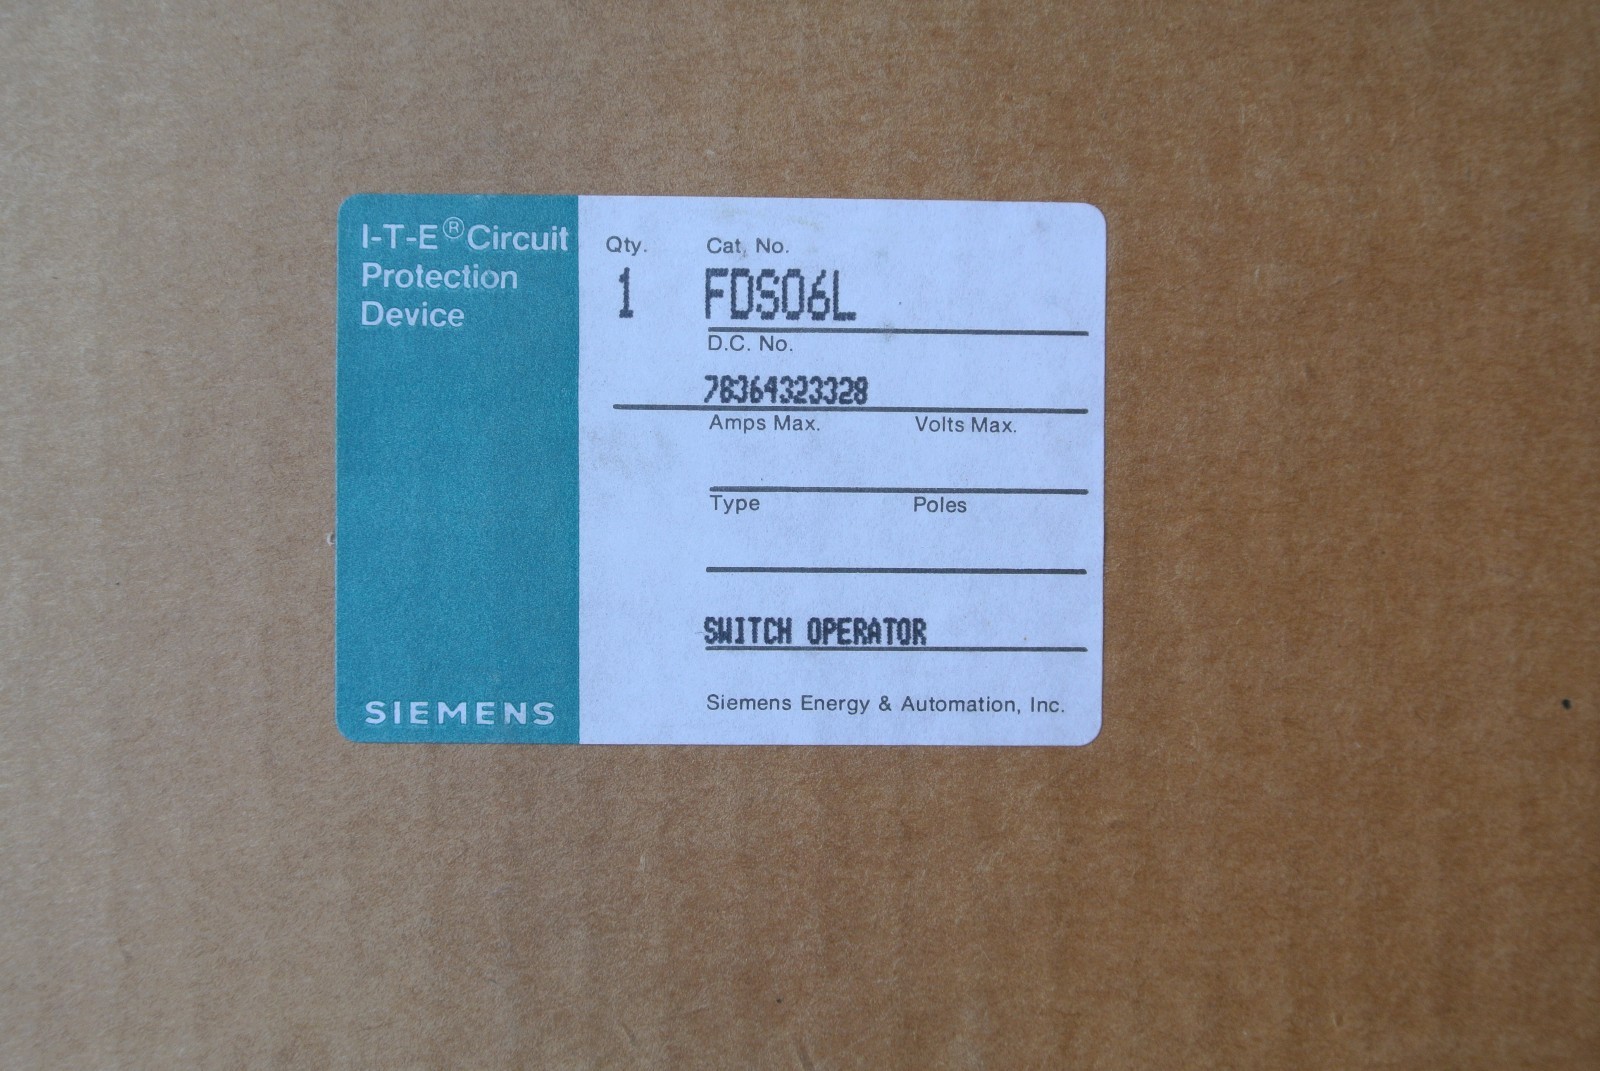 I-T-E® Circuit
Protection
Device
Qty.
1
Cat. No.
FDS06L
D.C. No.
78364323328
Amps Max. Volts Max.
Type Poles
SWITCH OPERATOR
SIEMENS
Siemens Energy & Automation, Inc.